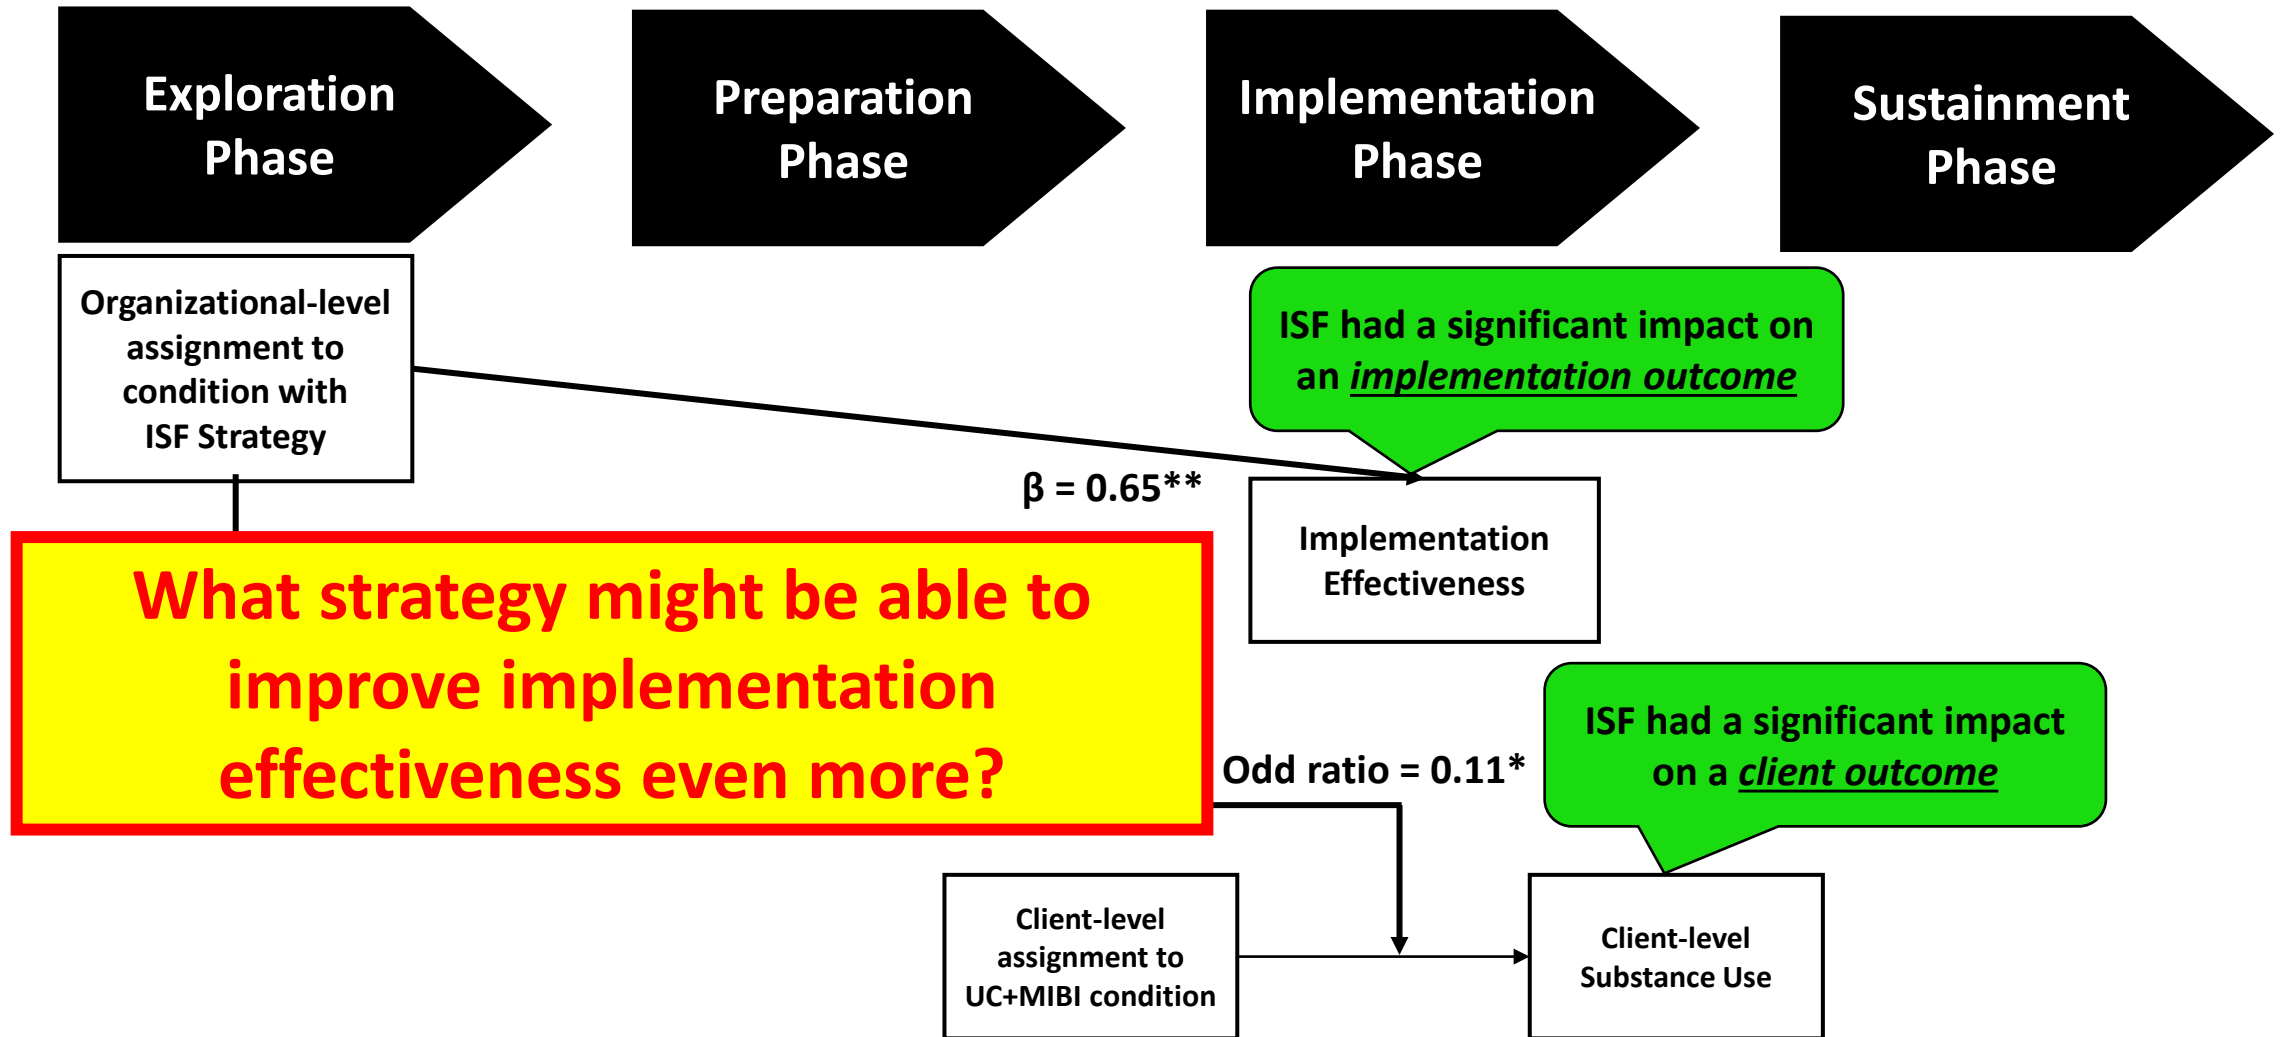 Exploration
Phase
Preparation
Phase
Implementation
Phase
Sustainment
Phase
Organizational-level
assignment to
condition with
ISF Strategy
ISF had a significant impact on
an implementation outcome
β = 0.65**
Implementation
Effectiveness
What strategy might be able to
improve implementation
effectiveness even more?
ISF had a significant impact
on a client outcome
Odd ratio = 0.11*
Client-level
assignment to
UC+MIBI condition
Client-level
Substance Use